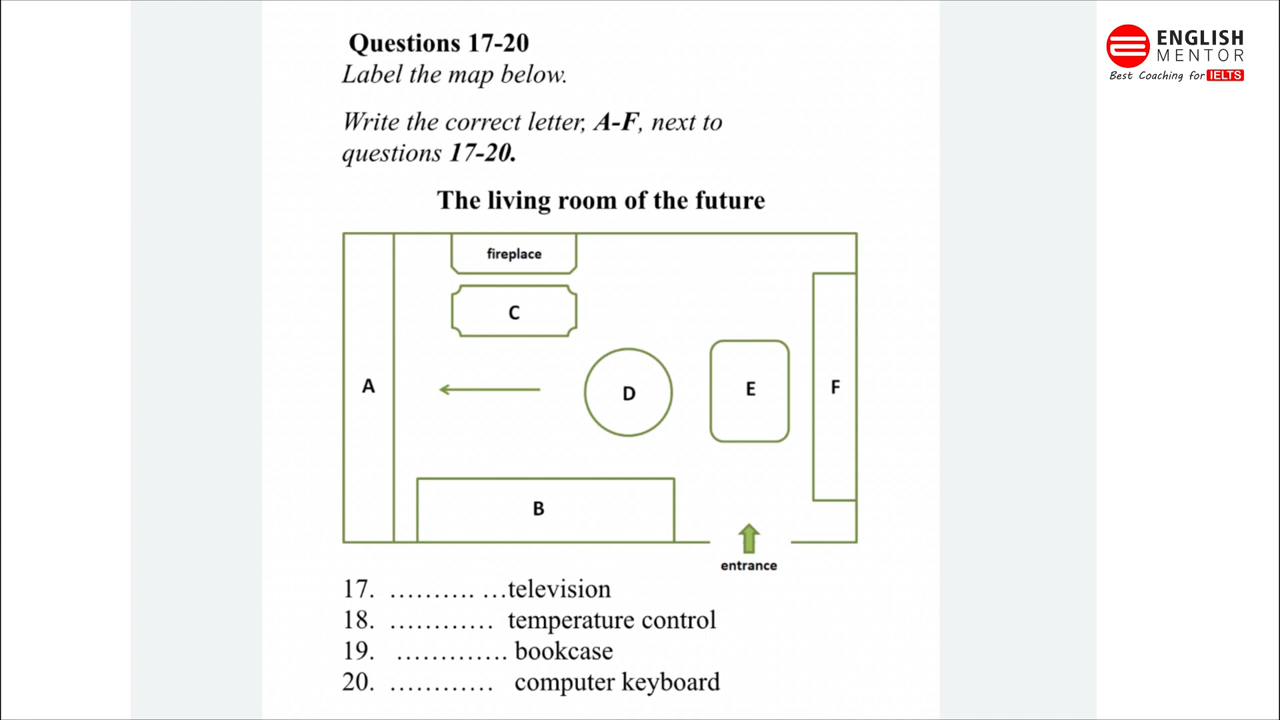 ENGLISH
MENTOR
Best Coaching for IELTS
Questions 17-20
Label the map below.
Write the correct letter, A-F, next to
questions 17-20.
The living room of the future
fireplace
C
A
D
E
F
B
entrance
17. .......... ...television
18. ............ temperature control
19. ............. bookcase
20. ............ computer keyboard